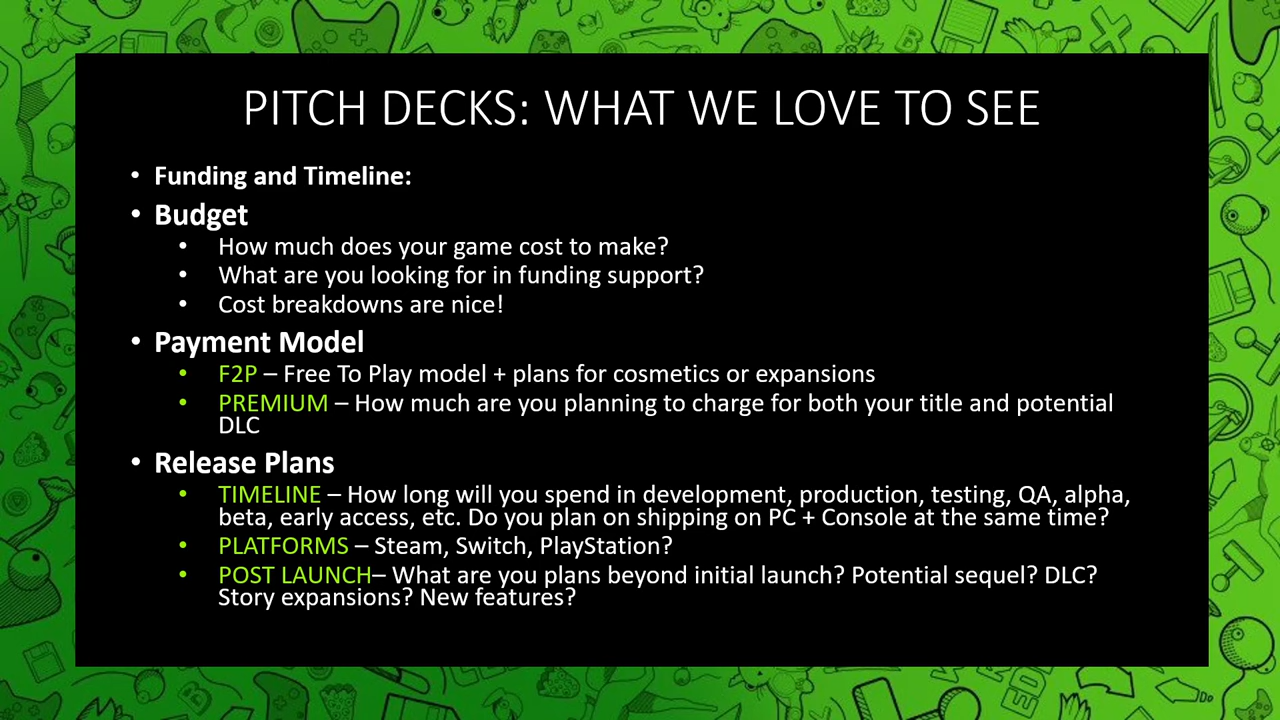 PITCH DECKS: WHAT WE LOVE TO SEE
• Funding and Timeline:
• Budget
• How much does your game cost to make?
• What are you looking for in funding support?
• Cost breakdowns are nice!
• Payment Model
• F2P – Free To Play model + plans for cosmetics or expansions
• PREMIUM – How much are you planning to charge for both your title and potential
DLC
• Release Plans
• TIMELINE – How long will you spend in development, production, testing, QA, alpha,
beta, early access, etc. Do you plan on shipping on PC + Console at the same time?
• PLATFORMS – Steam, Switch, PlayStation?
• POST LAUNCH– What are you plans beyond initial launch? Potential sequel? DLC?
Story expansions? New features?